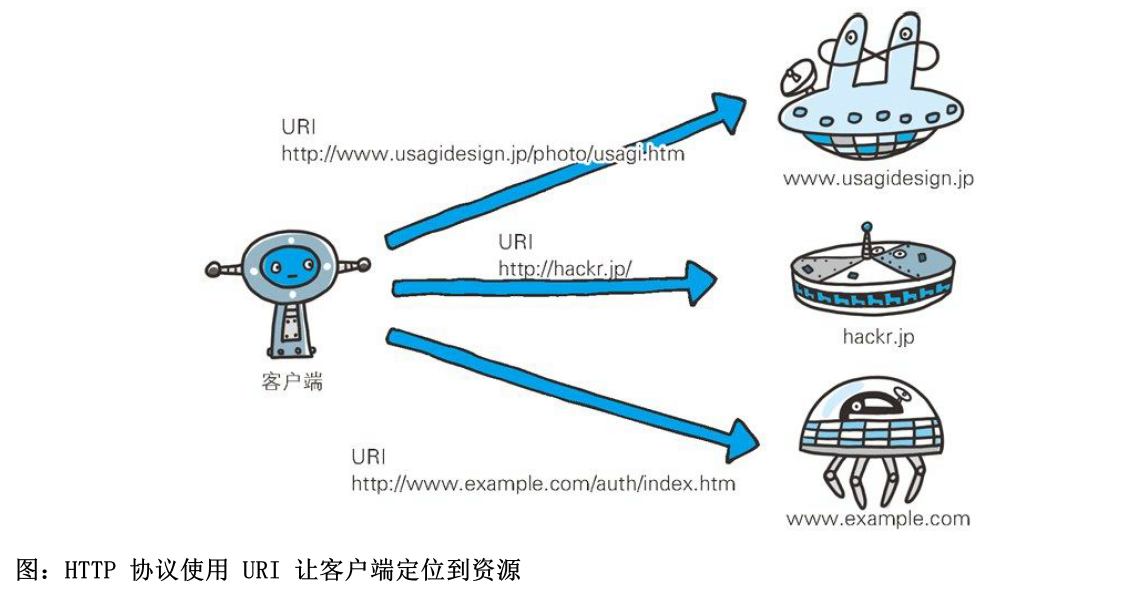 URI
http://www.usagidesign.jp/photo/usagi.htm
www.usagidesign.jp
URI
http://hackr.jp/
hackr.jp
客户端
URI
http://www.example.com/auth/index.htm
www.example.com
图：HTTP 协议使用 URI 让客户端定位到资源